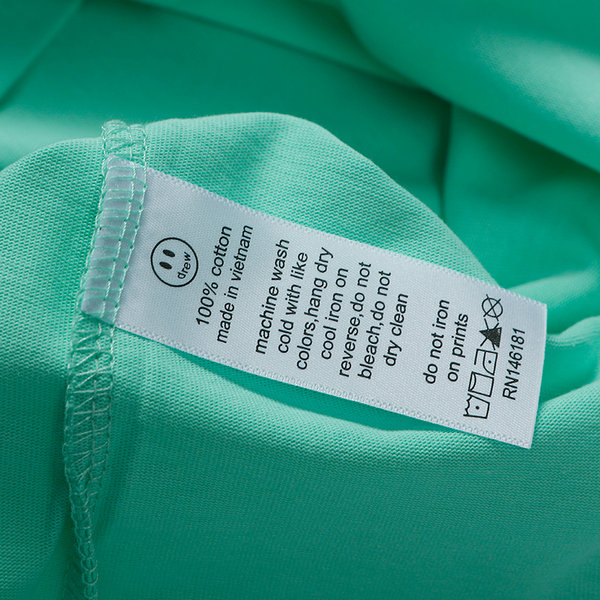 drew
100% cotton
made in vietnam
machine wash
cold with like
colors,hang dry
cool iron on
reverse,do not
bleach,do not
dry clean
do not iron
on prints
RN146181